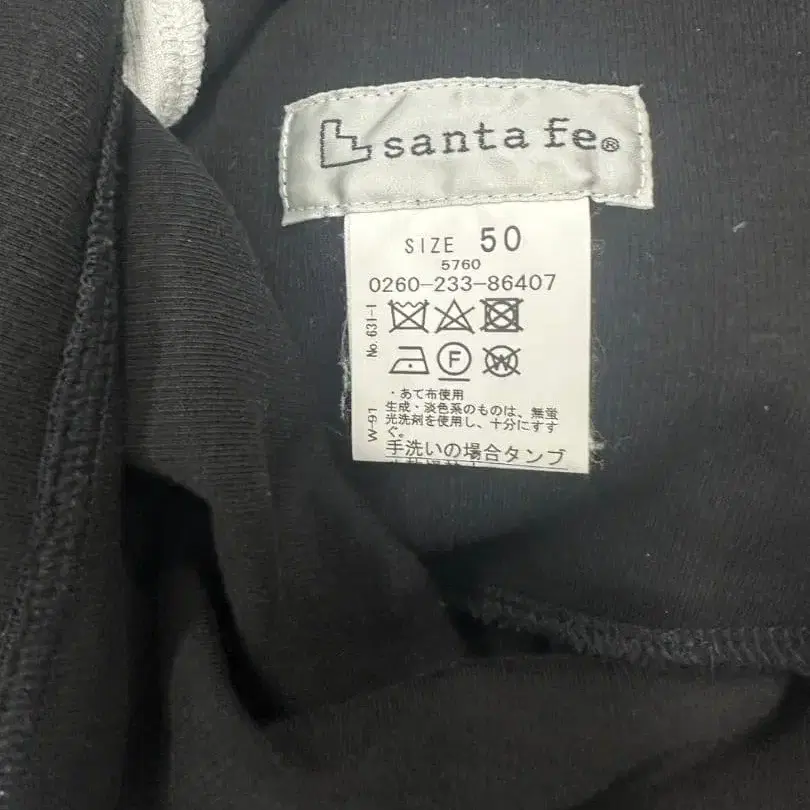 santa fe®
SIZE 50
5760
0260-233-86407
No. 631-1
F
W
・あて布使用
生成・淡色系のものは、無蛍
光洗剤を使用し、十分にすす
ぐ。
W-91
手洗いの場合タンブ